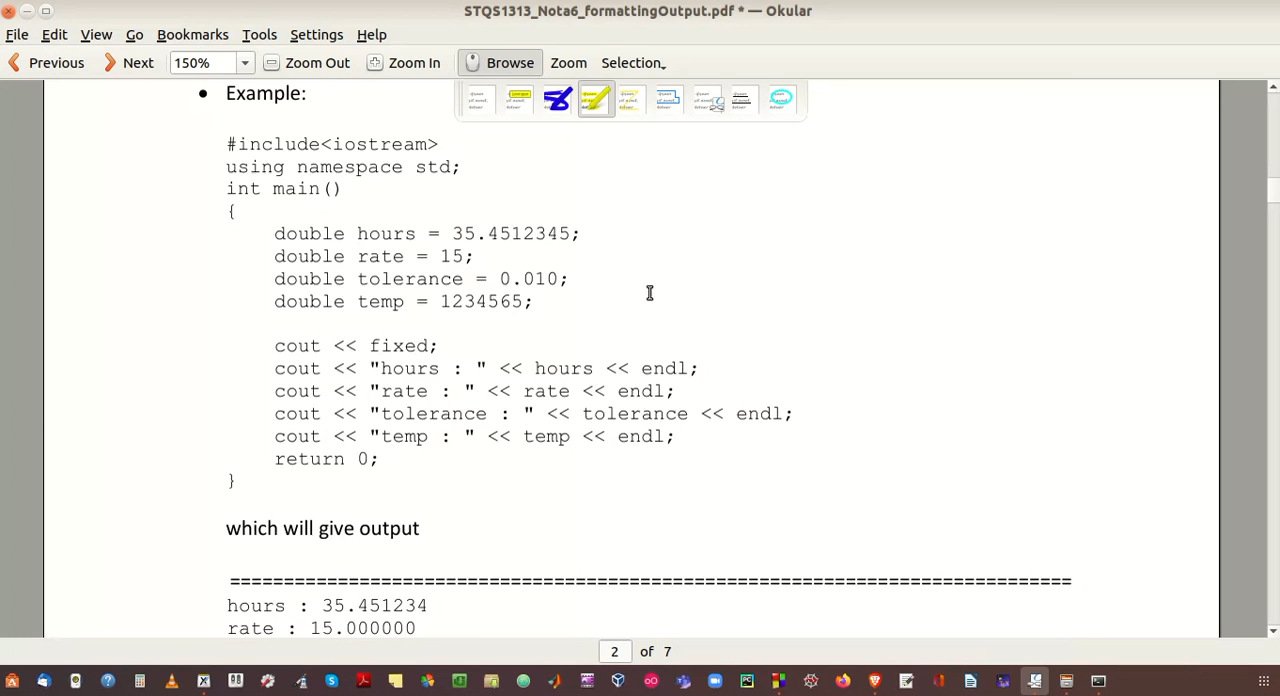 STQS1313_Nota6_formattingOutput.pdf * — Okular
File Edit View Go Bookmarks Tools Settings Help
Previous Next 150% Zoom Out Zoom In Browse Zoom Selection
• Example:
#include<iostream>
using namespace std;
int main()
{
double hours = 35.4512345;
double rate = 15;
double tolerance = 0.010;
double temp = 1234565;
cout << fixed;
cout << "hours : " << hours << endl;
cout << "rate : " << rate << endl;
cout << "tolerance : " << tolerance << endl;
cout << "temp : " << temp << endl;
return 0;
}
which will give output
=======================================================================
hours : 35.451234
rate : 15.000000
2 of 7